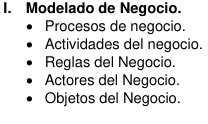 I. Modelado de Negocio.
• Procesos de negocio.
• Actividades del negocio.
• Reglas del Negocio.
• Actores del Negocio.
• Objetos del Negocio.